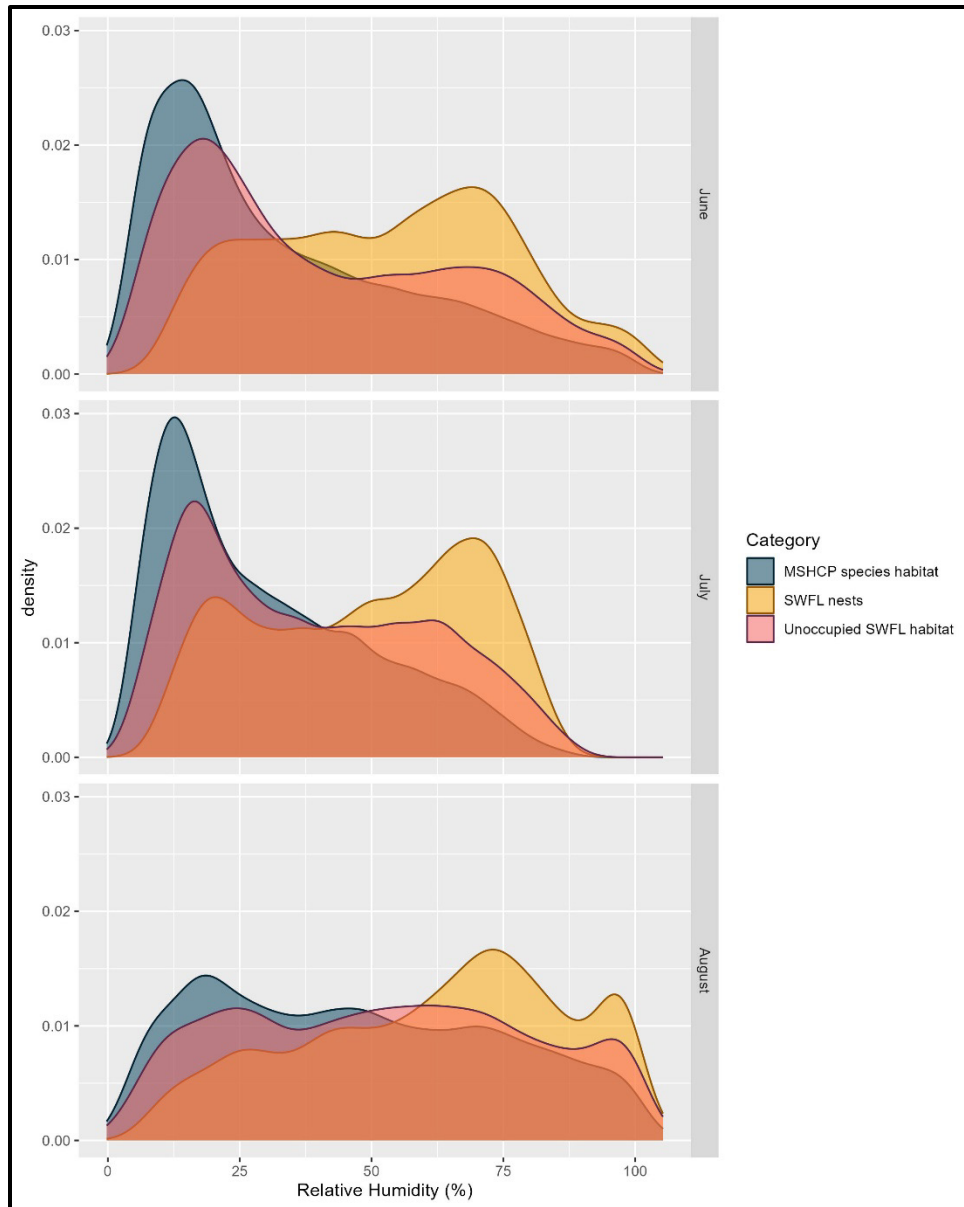 0.03
0.02
0.01
0.00
June
0.03
0.02
0.01
0.00
July
density
Category
MSHCP species habitat
SWFL nests
Unoccupied SWFL habitat
0.03
0.02
0.01
0.00
August
0 25 50 75 100
Relative Humidity (%)